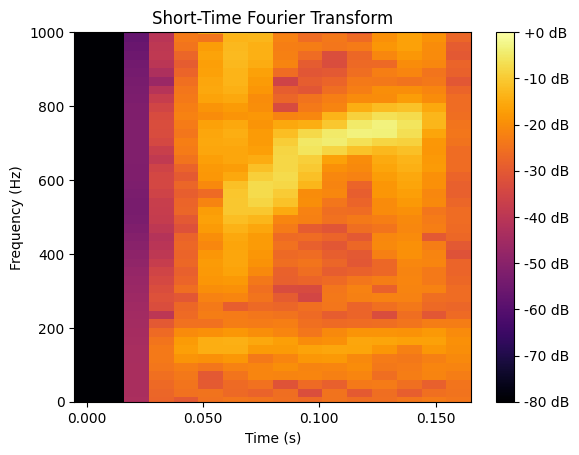 Short-Time Fourier Transform
Frequency (Hz)
1000
800
600
400
200
0
0.000
0.050
0.100
0.150
Time (s)
+0 dB
-10 dB
-20 dB
-30 dB
-40 dB
-50 dB
-60 dB
-70 dB
-80 dB